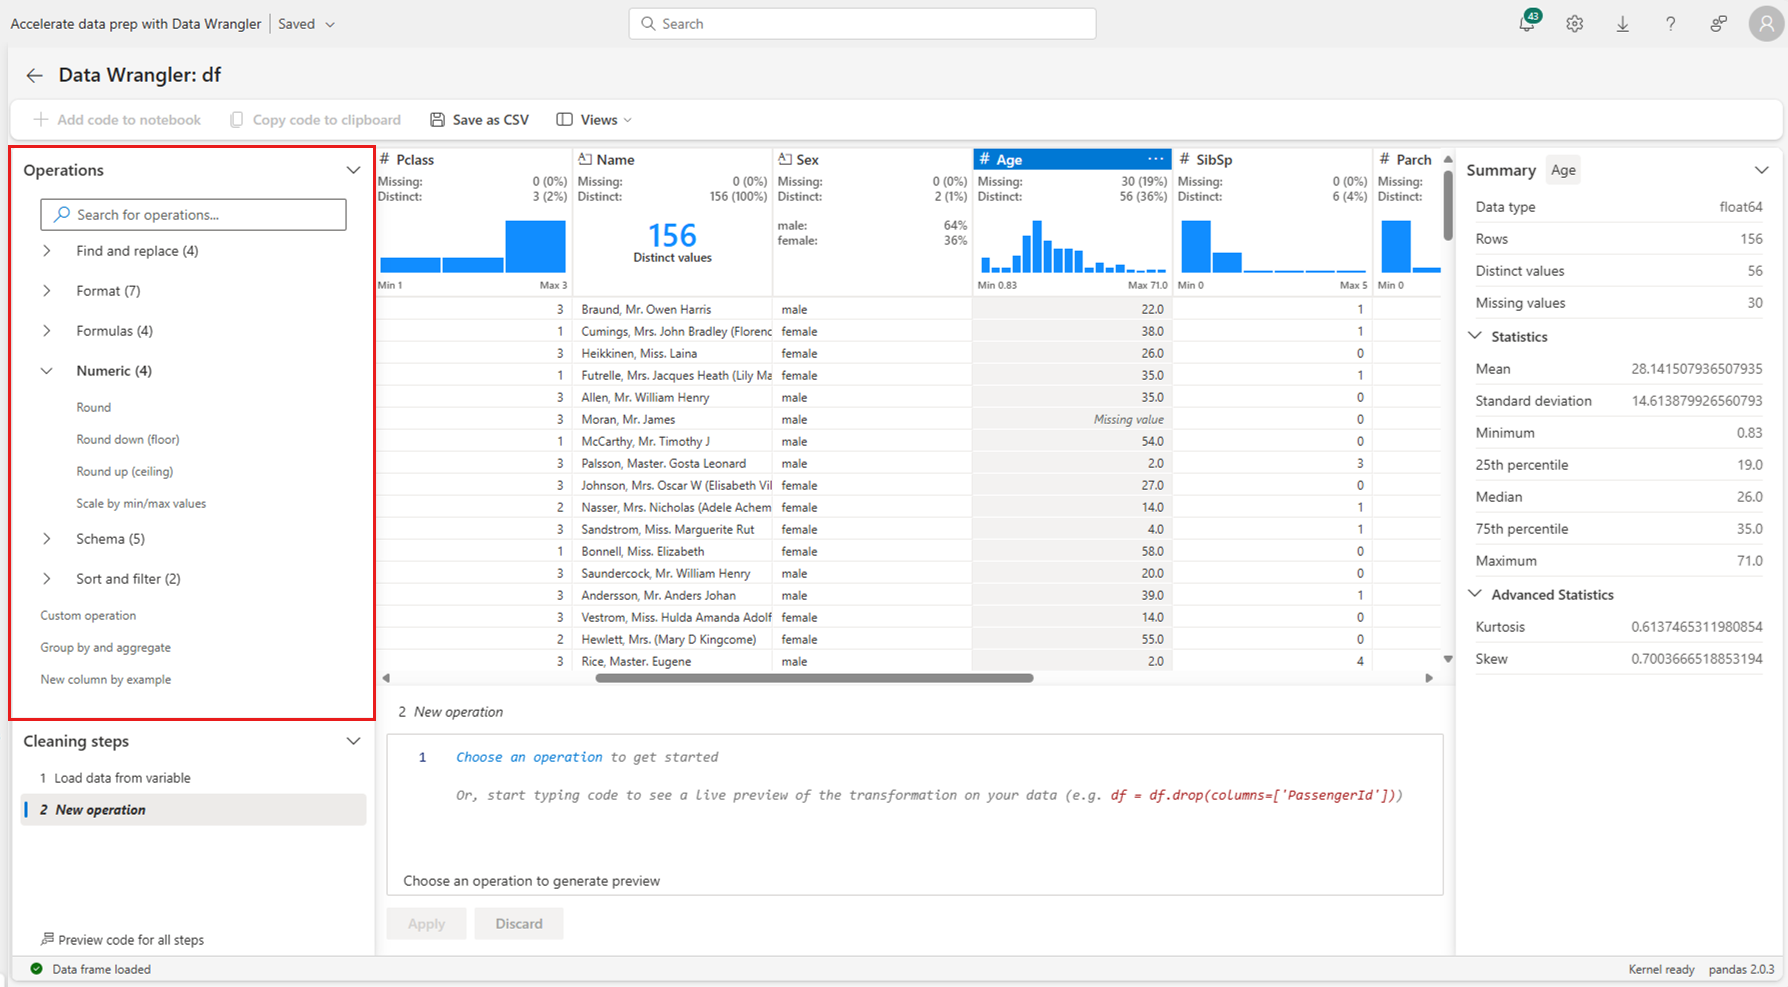 Accelerate data prep with Data Wrangler Saved
Search
43
Data Wrangler: df
Add code to notebook
Copy code to clipboard
Save as CSV
Views
Operations
Search for operations...
Find and replace (4)
Format (7)
Formulas (4)
Numeric (4)
Round
Round down (floor)
Round up (ceiling)
Scale by min/max values
Schema (5)
Sort and filter (2)
Custom operation
Group by and aggregate
New column by example
Cleaning steps
1 Load data from variable
2 New operation
Preview code for all steps
# Pclass
Missing: 0 (0%)
Distinct: 3 (2%)
Min 1 Max 3
Name
Missing: 0 (0%)
Distinct: 156 (100%)
156
Distinct values
Sex
Missing: 0 (0%)
Distinct: 2 (1%)
male: 64%
female: 36%
# Age ...
Missing: 30 (19%)
Distinct: 56 (36%)
Min 0.83 Max 71.0
# SibSp
Missing: 0 (0%)
Distinct: 6 (4%)
Min 0 Max 5
# Parch
Missing:
Distinct:
Min 0
3 Braund, Mr. Owen Harris male 22.0 1
1 Cumings, Mrs. John Bradley (Florenc female 38.0 1
3 Heikkinen, Miss. Laina female 26.0 0
1 Futrelle, Mrs. Jacques Heath (Lily Ma female 35.0 1
3 Allen, Mr. William Henry male 35.0 0
3 Moran, Mr. James male Missing value 0
1 McCarthy, Mr. Timothy J male 54.0 0
3 Palsson, Master. Gosta Leonard male 2.0 3
3 Johnson, Mrs. Oscar W (Elisabeth Vil female 27.0 0
2 Nasser, Mrs. Nicholas (Adele Achem female 14.0 1
3 Sandstrom, Miss. Marguerite Rut female 4.0 1
1 Bonnell, Miss. Elizabeth female 58.0 0
3 Saundercock, Mr. William Henry male 20.0 0
3 Andersson, Mr. Anders Johan male 39.0 1
3 Vestrom, Miss. Hulda Amanda Adolf female 14.0 0
2 Hewlett, Mrs. (Mary D Kingcome) female 55.0 0
3 Rice, Master. Eugene male 2.0 4
2 New operation
1 Choose an operation to get started
Or, start typing code to see a live preview of the transformation on your data (e.g. df = df.drop(columns=['PassengerId']))
Choose an operation to generate preview
Apply
Discard
Summary Age
Data type float64
Rows 156
Distinct values 56
Missing values 30
Statistics
Mean 28.141507936507935
Standard deviation 14.613879926560793
Minimum 0.83
25th percentile 19.0
Median 26.0
75th percentile 35.0
Maximum 71.0
Advanced Statistics
Kurtosis 0.6137465311980854
Skew 0.7003666518853194
Data frame loaded
Kernel ready pandas 2.0.3